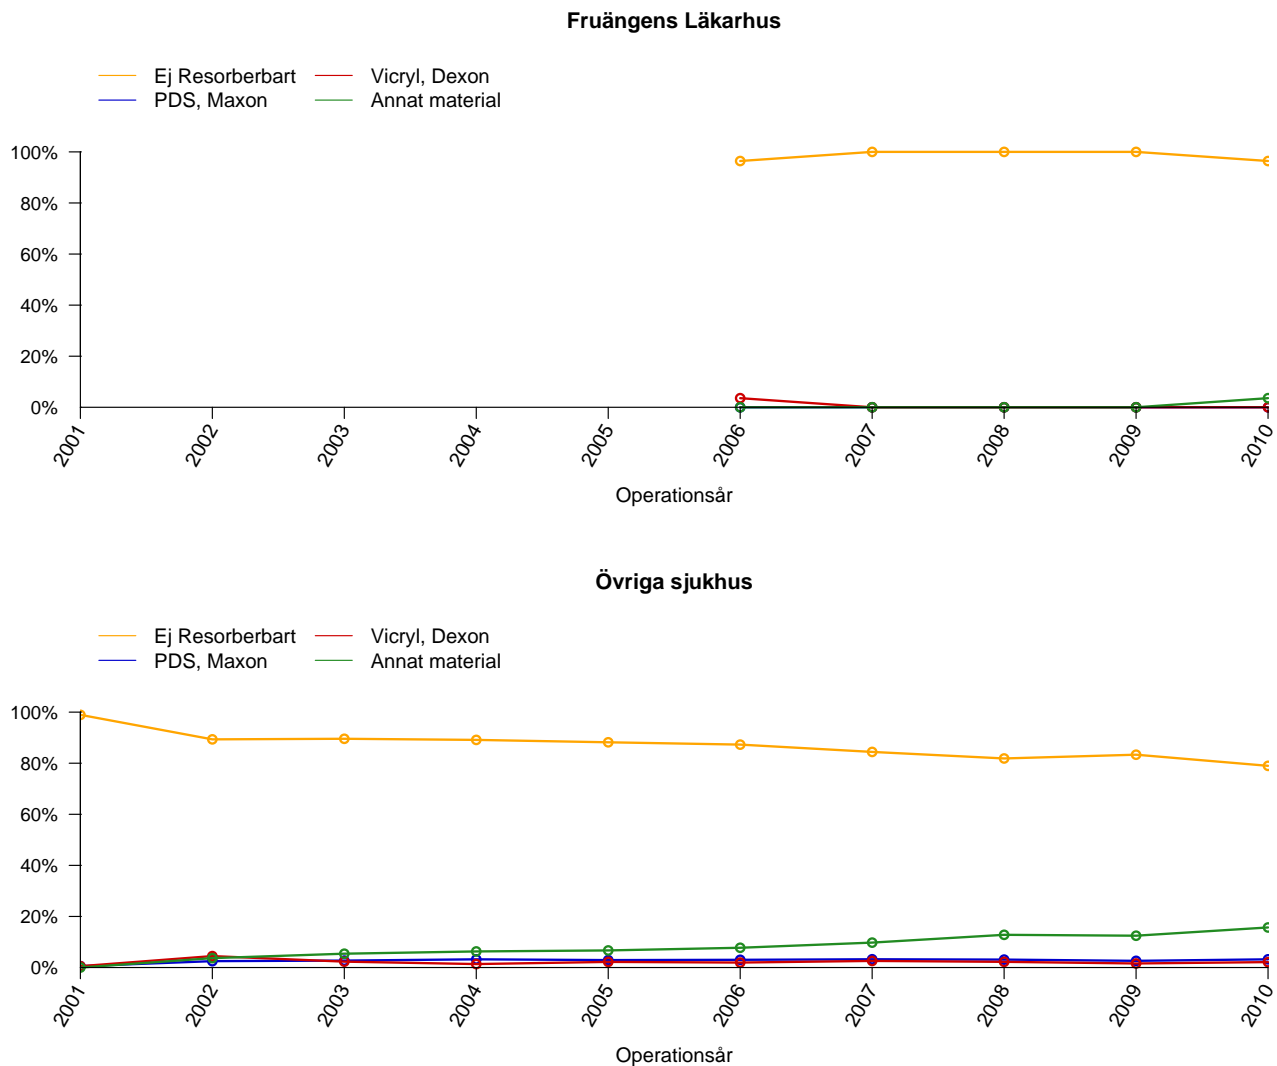 Fruängens Läkarhus
Ej Resorberbart Vicryl, Dexon
PDS, Maxon Annat material
100%
80%
60%
40%
20%
0%
2001 2002 2003 2004 2005 2006 2007 2008 2009 2010
Operationsår
Övriga sjukhus
Ej Resorberbart Vicryl, Dexon
PDS, Maxon Annat material
100%
80%
60%
40%
20%
0%
2001 2002 2003 2004 2005 2006 2007 2008 2009 2010
Operationsår